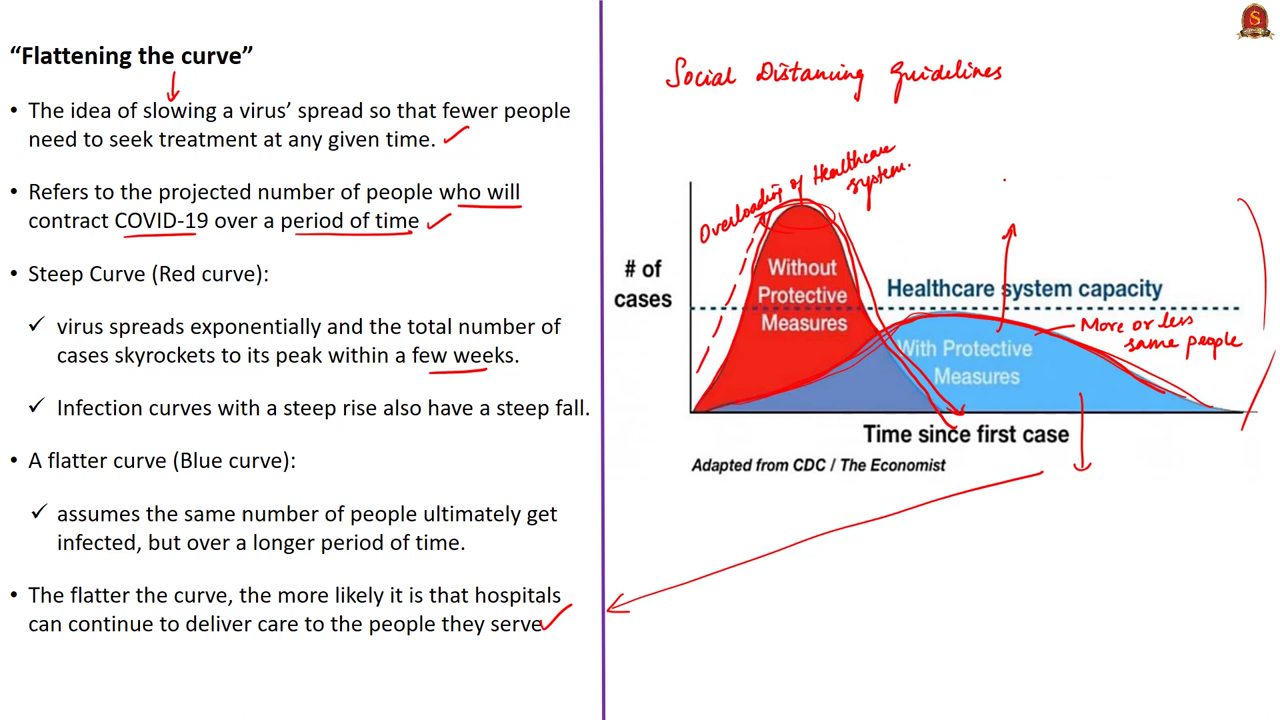 “Flattening the curve”
• The idea of slowing a virus’ spread so that fewer people
need to seek treatment at any given time.
• Refers to the projected number of people who will
contract COVID-19 over a period of time
• Steep Curve (Red curve):
✓ virus spreads exponentially and the total number of
cases skyrockets to its peak within a few weeks.
✓ Infection curves with a steep rise also have a steep fall.
• A flatter curve (Blue curve):
✓ assumes the same number of people ultimately get
infected, but over a longer period of time.
• The flatter the curve, the more likely it is that hospitals
can continue to deliver care to the people they serve
Social Distancing Guidelines
Overloading of Healthcare
system.
# of
cases
Without
Protective
Measures
Healthcare system capacity
More or less
same people
With Protective
Measures
Time since first case
Adapted from CDC / The Economist